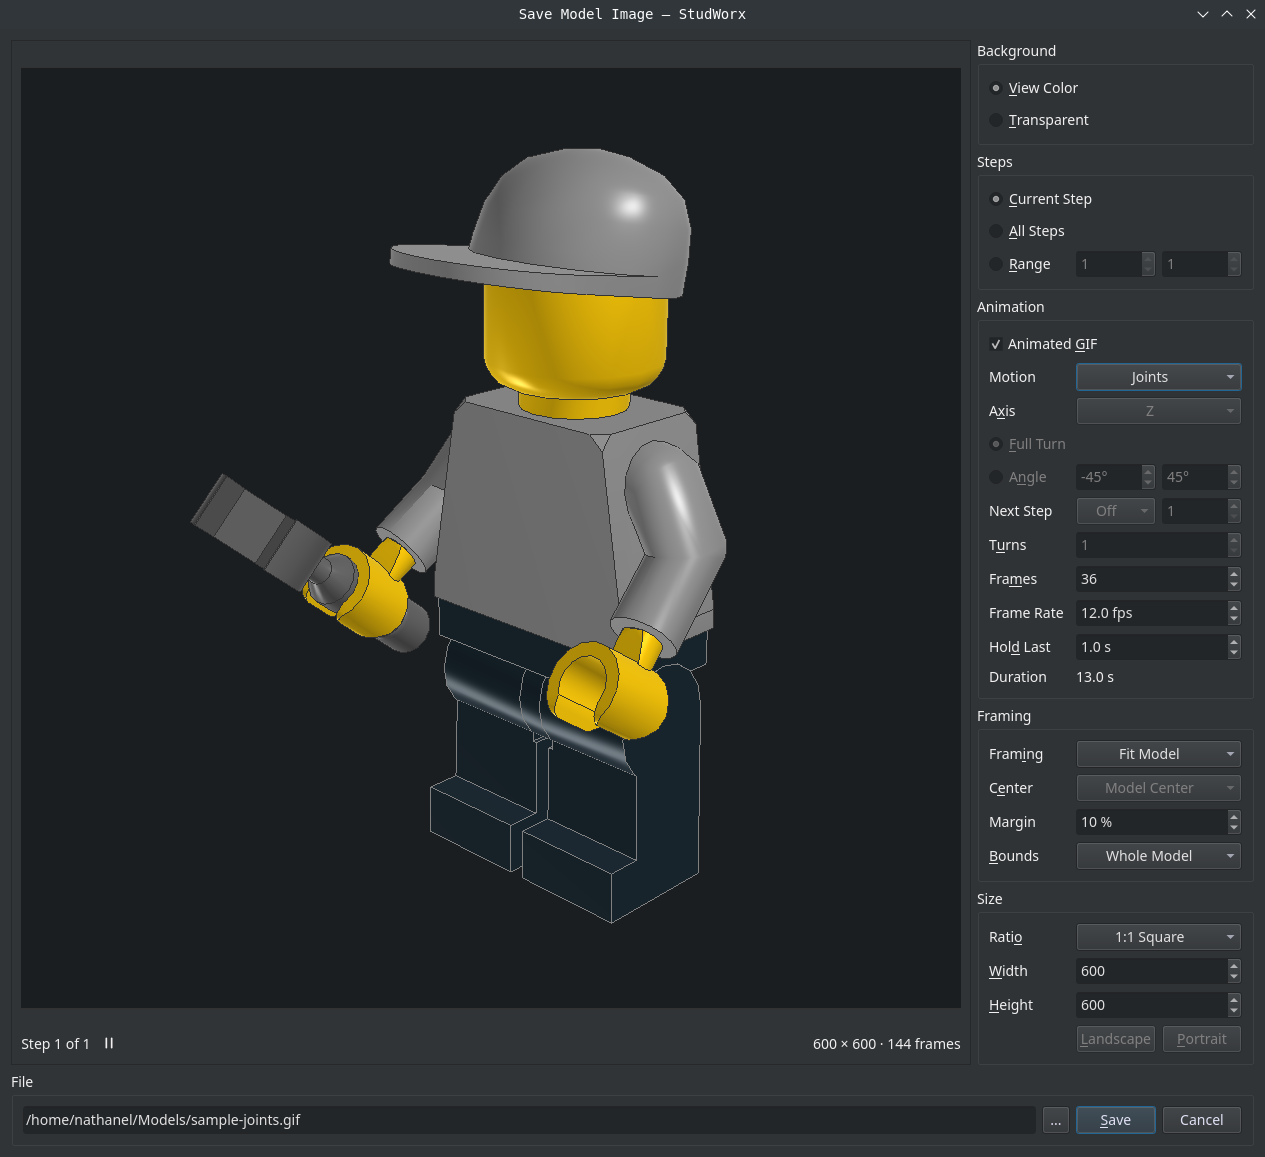 Save Model Image — StudWorx
Background
View Color
Transparent
Steps
Current Step
All Steps
Range 1 1
Animation
Animated GIF
Motion Joints
Axis Z
Full Turn
Angle -45° 45°
Next Step Off 1
Turns 1
Frames 36
Frame Rate 12.0 fps
Hold Last 1.0 s
Duration 13.0 s
Framing
Framing Fit Model
Center Model Center
Margin 10 %
Bounds Whole Model
Size
Ratio 1:1 Square
Width 600
Height 600
Landscape Portrait
Step 1 of 1
600 × 600 · 144 frames
File
/home/nathanel/Models/sample-joints.gif ... Save Cancel